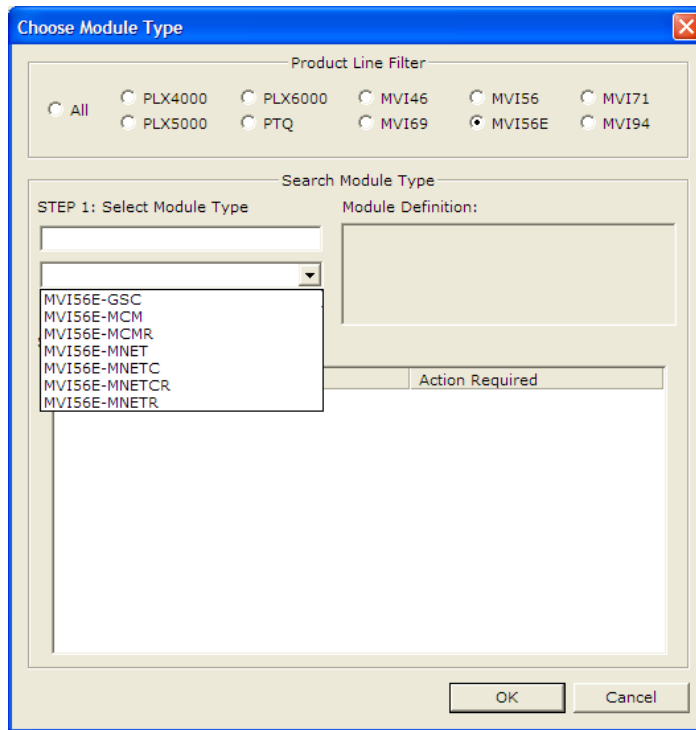 Choose Module Type
Product Line Filter
All
PLX4000
PLX6000
MVI46
MVI56
MVI71
PLX5000
PTQ
MVI69
MVI56E
MVI94
Search Module Type
STEP 1: Select Module Type
Module Definition:
MVI56E-GSC
MVI56E-MCM
MVI56E-MCMR
MVI56E-MNET
MVI56E-MNETC
MVI56E-MNETCR
MVI56E-MNETR
Action Required
OK
Cancel